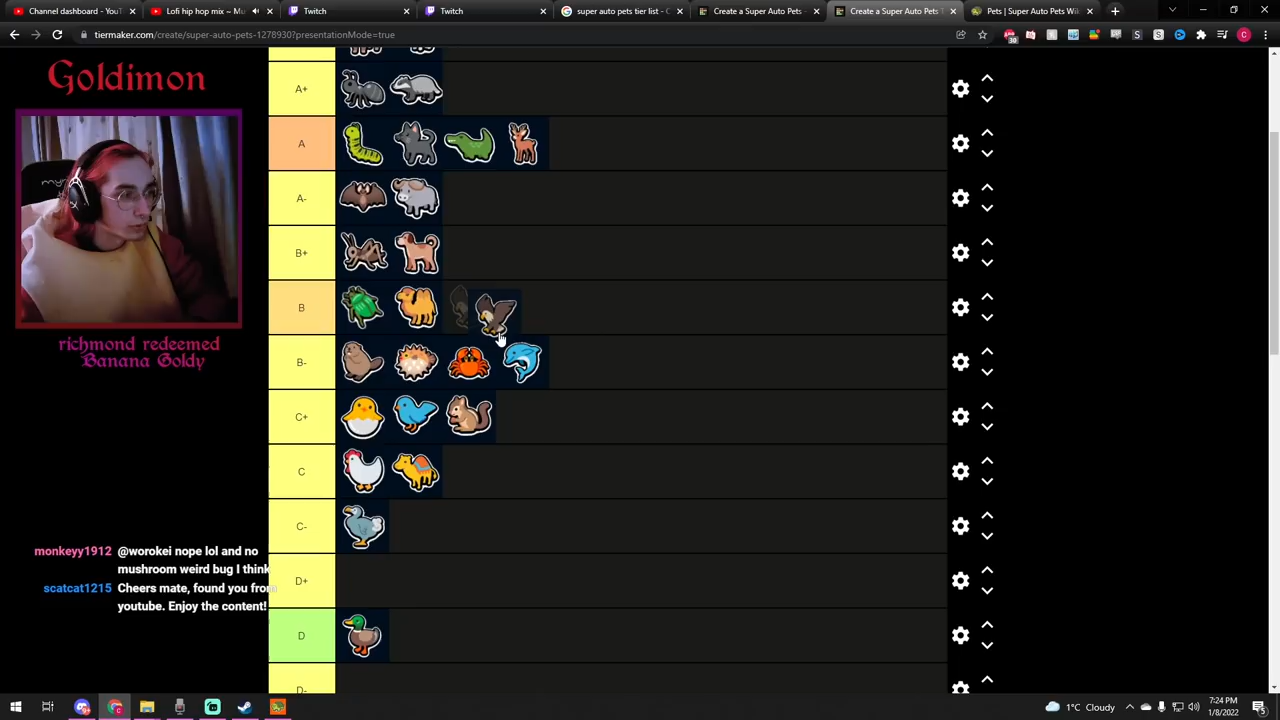 Channel dashboard - YouT
Lofi hip hop mix ~ Mu
Twitch
Twitch
super auto pets tier list - G
Create a Super Auto Pets
Create a Super Auto Pets T
Pets | Super Auto Pets Wik
tiermaker.com/create/super-auto-pets-1278930?presentationMode=true
30
C
Goldimon
richmond redeemed
Banana Goldy
monkeyy1912 @worokei nope lol and no
mushroom weird bug I think
scatcat1215 Cheers mate, found you from
youtube. Enjoy the content!
A+
A
A-
B+
B
B-
C+
C
C-
D+
D
D-
1°C Cloudy
7:24 PM
1/8/2022